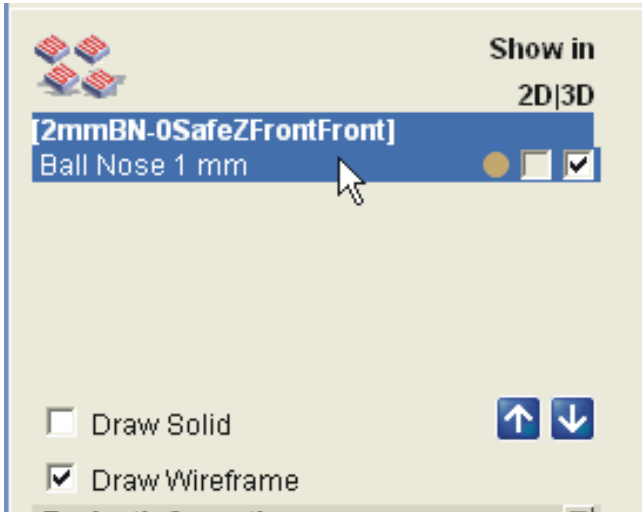 Show in
2D|3D
[2mmBN-0SafeZFrontFront]
Ball Nose 1 mm
Draw Solid
Draw Wireframe